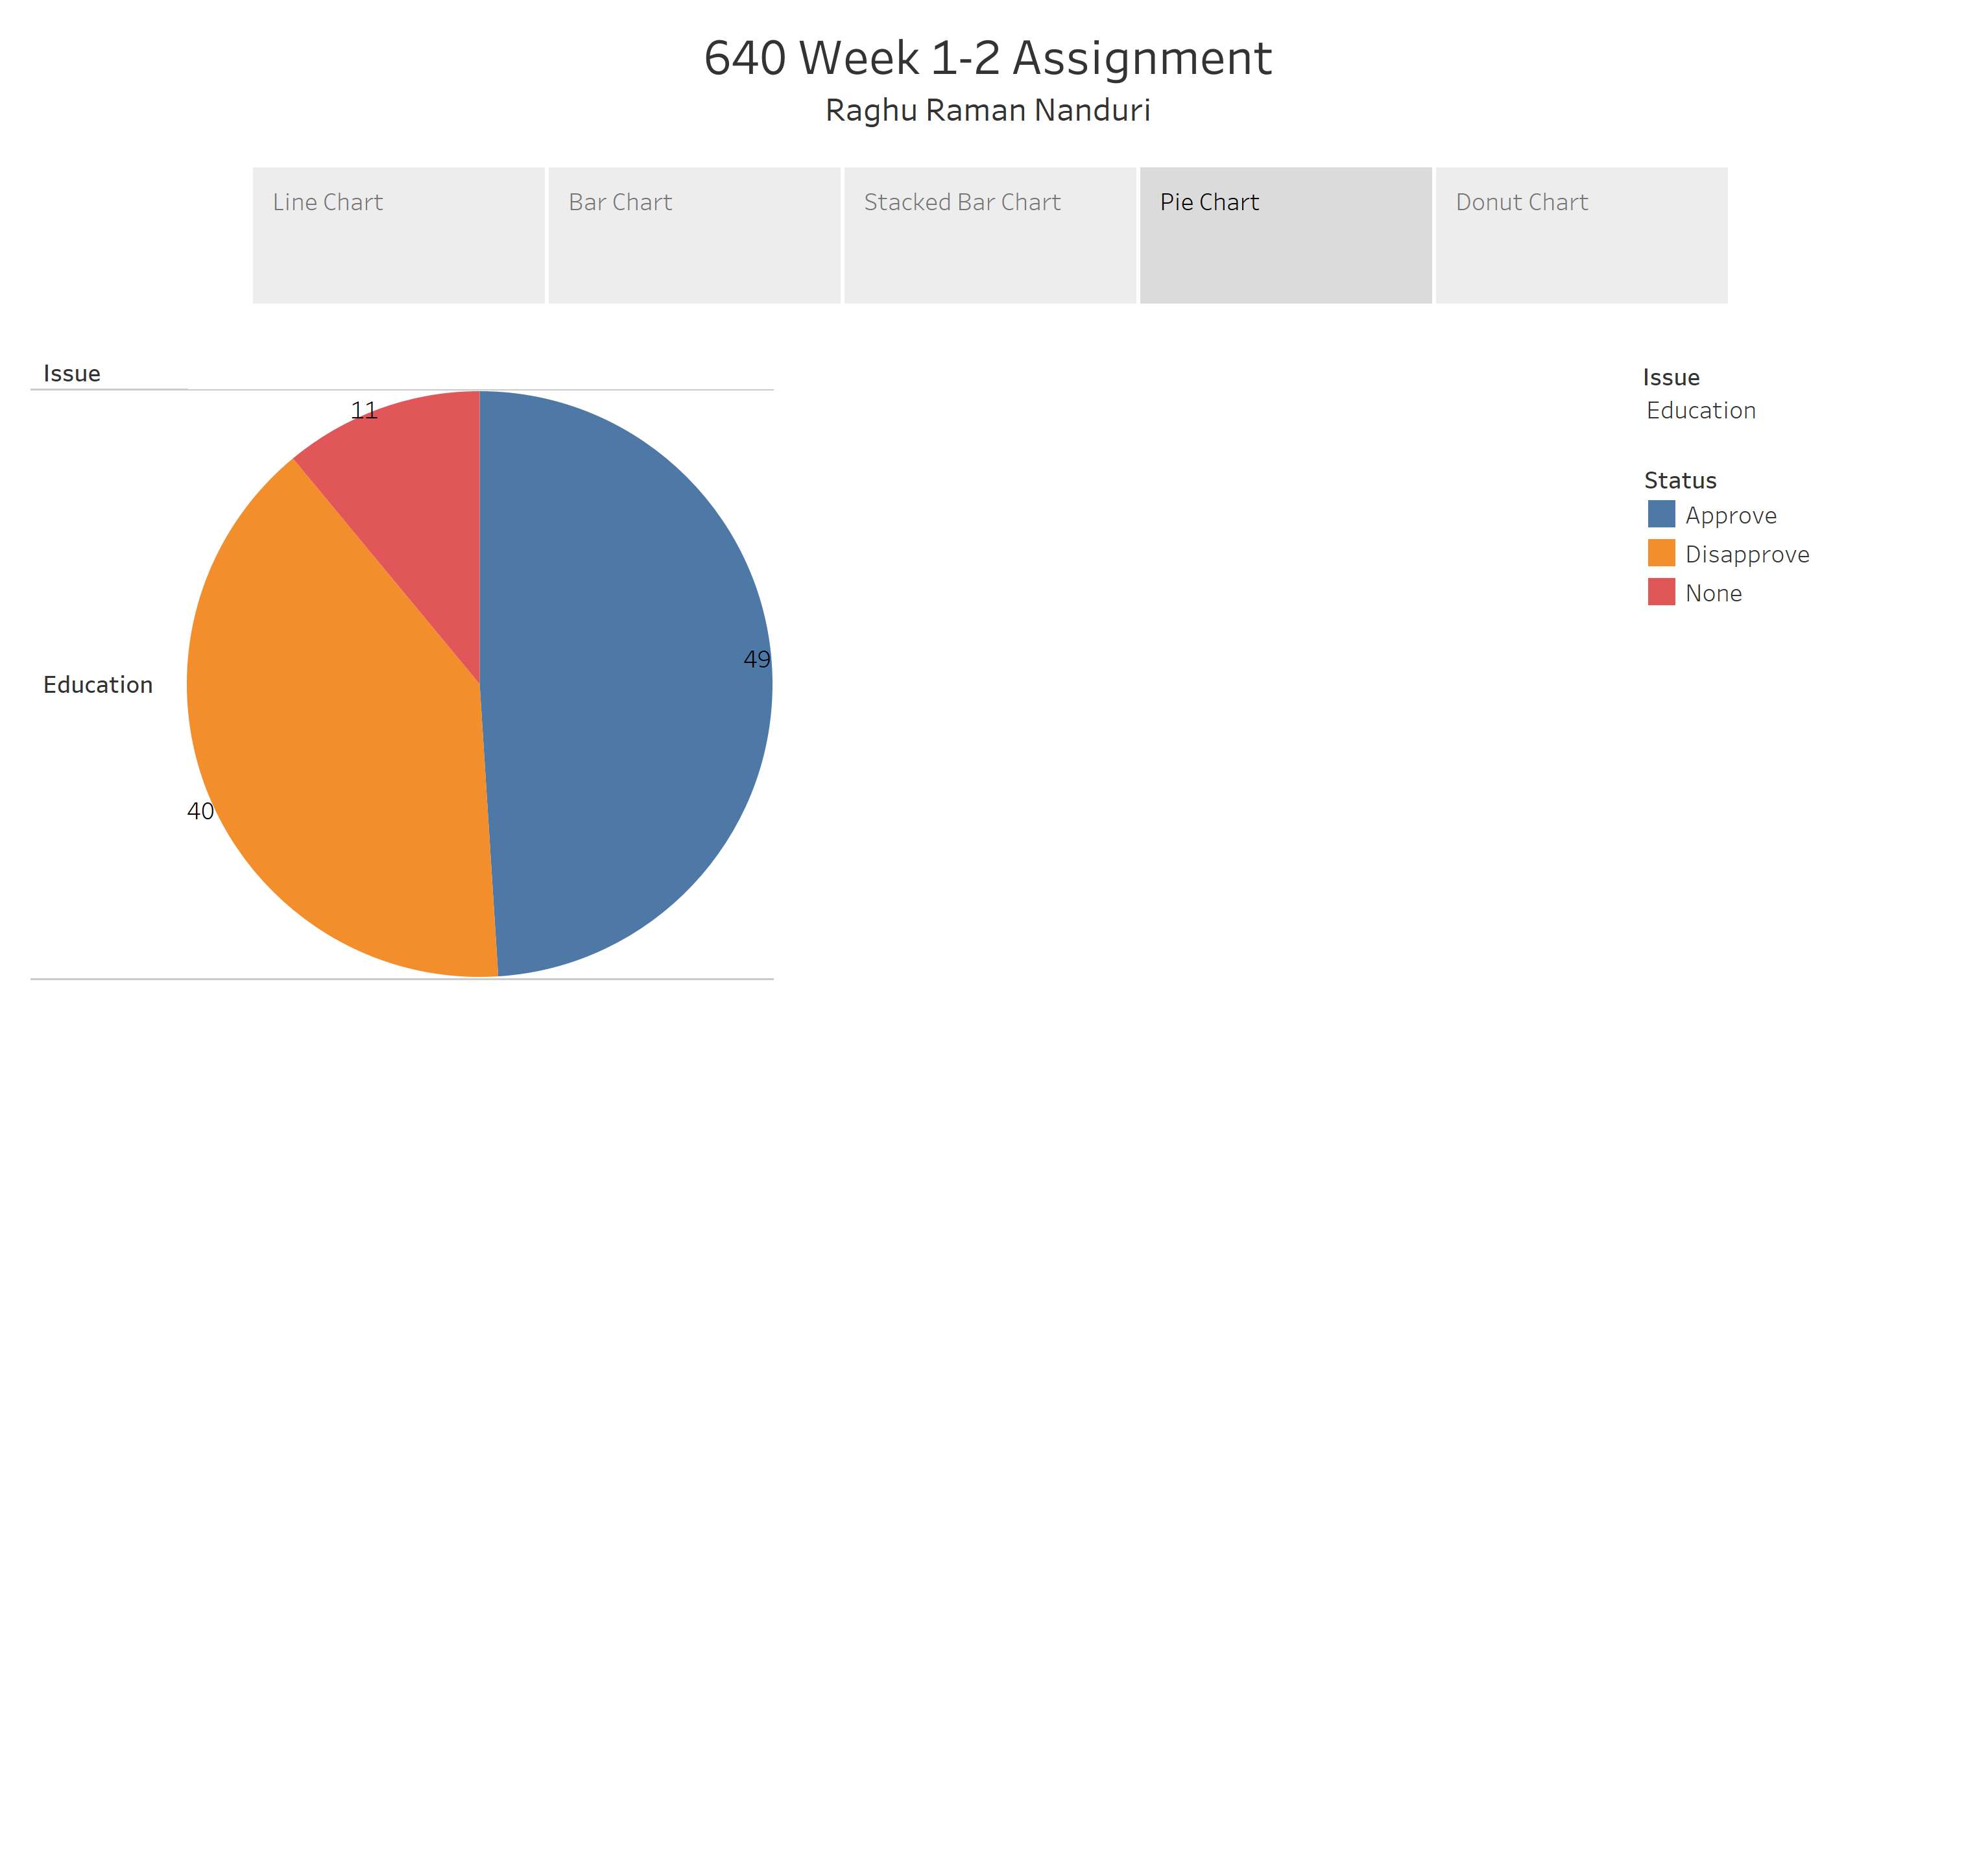 640 Week 1-2 Assignment
Raghu Raman Nanduri
Line Chart
Bar Chart
Stacked Bar Chart
Pie Chart
Donut Chart
Issue
11
49
Education
40
Issue
Education
Status
Approve
Disapprove
None